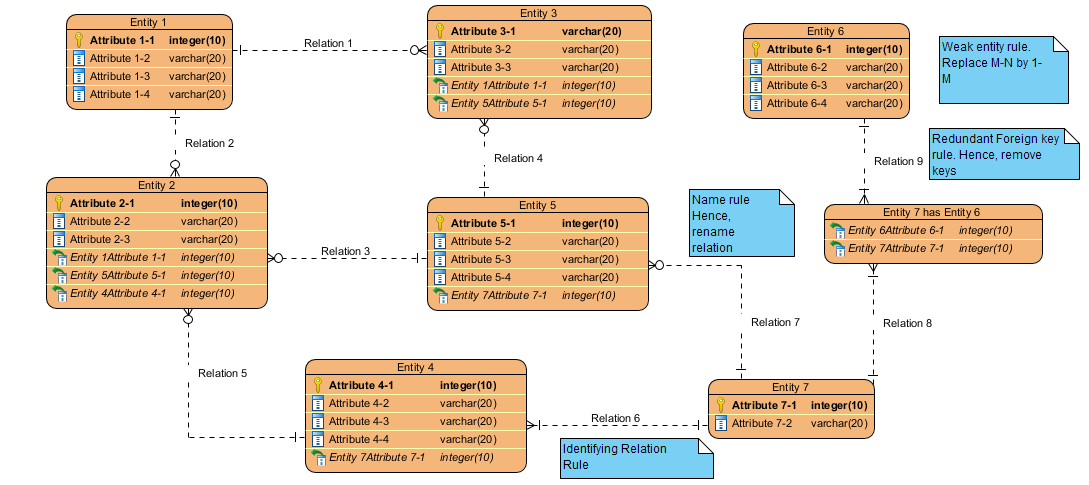 Entity 1
Attribute 1-1 integer(10)
Attribute 1-2 varchar(20)
Attribute 1-3 varchar(20)
Attribute 1-4 varchar(20)
Relation 1
Entity 3
Attribute 3-1 varchar(20)
Attribute 3-2 varchar(20)
Attribute 3-3 varchar(20)
Entity 1Attribute 1-1 integer(10)
Entity 5Attribute 5-1 integer(10)
Entity 6
Attribute 6-1 integer(10)
Attribute 6-2 varchar(20)
Attribute 6-3 varchar(20)
Attribute 6-4 varchar(20)
Weak entity rule.
Replace M-N by 1-
M
Relation 2
Relation 4
Relation 9
Redundant Foreign key
rule. Hence, remove
keys
Entity 2
Attribute 2-1 integer(10)
Attribute 2-2 varchar(20)
Attribute 2-3 varchar(20)
Entity 1Attribute 1-1 integer(10)
Entity 5Attribute 5-1 integer(10)
Entity 4Attribute 4-1 integer(10)
Relation 3
Entity 5
Attribute 5-1 integer(10)
Attribute 5-2 varchar(20)
Attribute 5-3 varchar(20)
Attribute 5-4 varchar(20)
Entity 7Attribute 7-1 integer(10)
Name rule
Hence,
rename
relation
Entity 7 has Entity 6
Entity 6Attribute 6-1 integer(10)
Entity 7Attribute 7-1 integer(10)
Relation 7
Relation 8
Relation 5
Entity 4
Attribute 4-1 integer(10)
Attribute 4-2 varchar(20)
Attribute 4-3 varchar(20)
Attribute 4-4 varchar(20)
Entity 7Attribute 7-1 integer(10)
Relation 6
Entity 7
Attribute 7-1 integer(10)
Attribute 7-2 varchar(20)
Identifying Relation
Rule